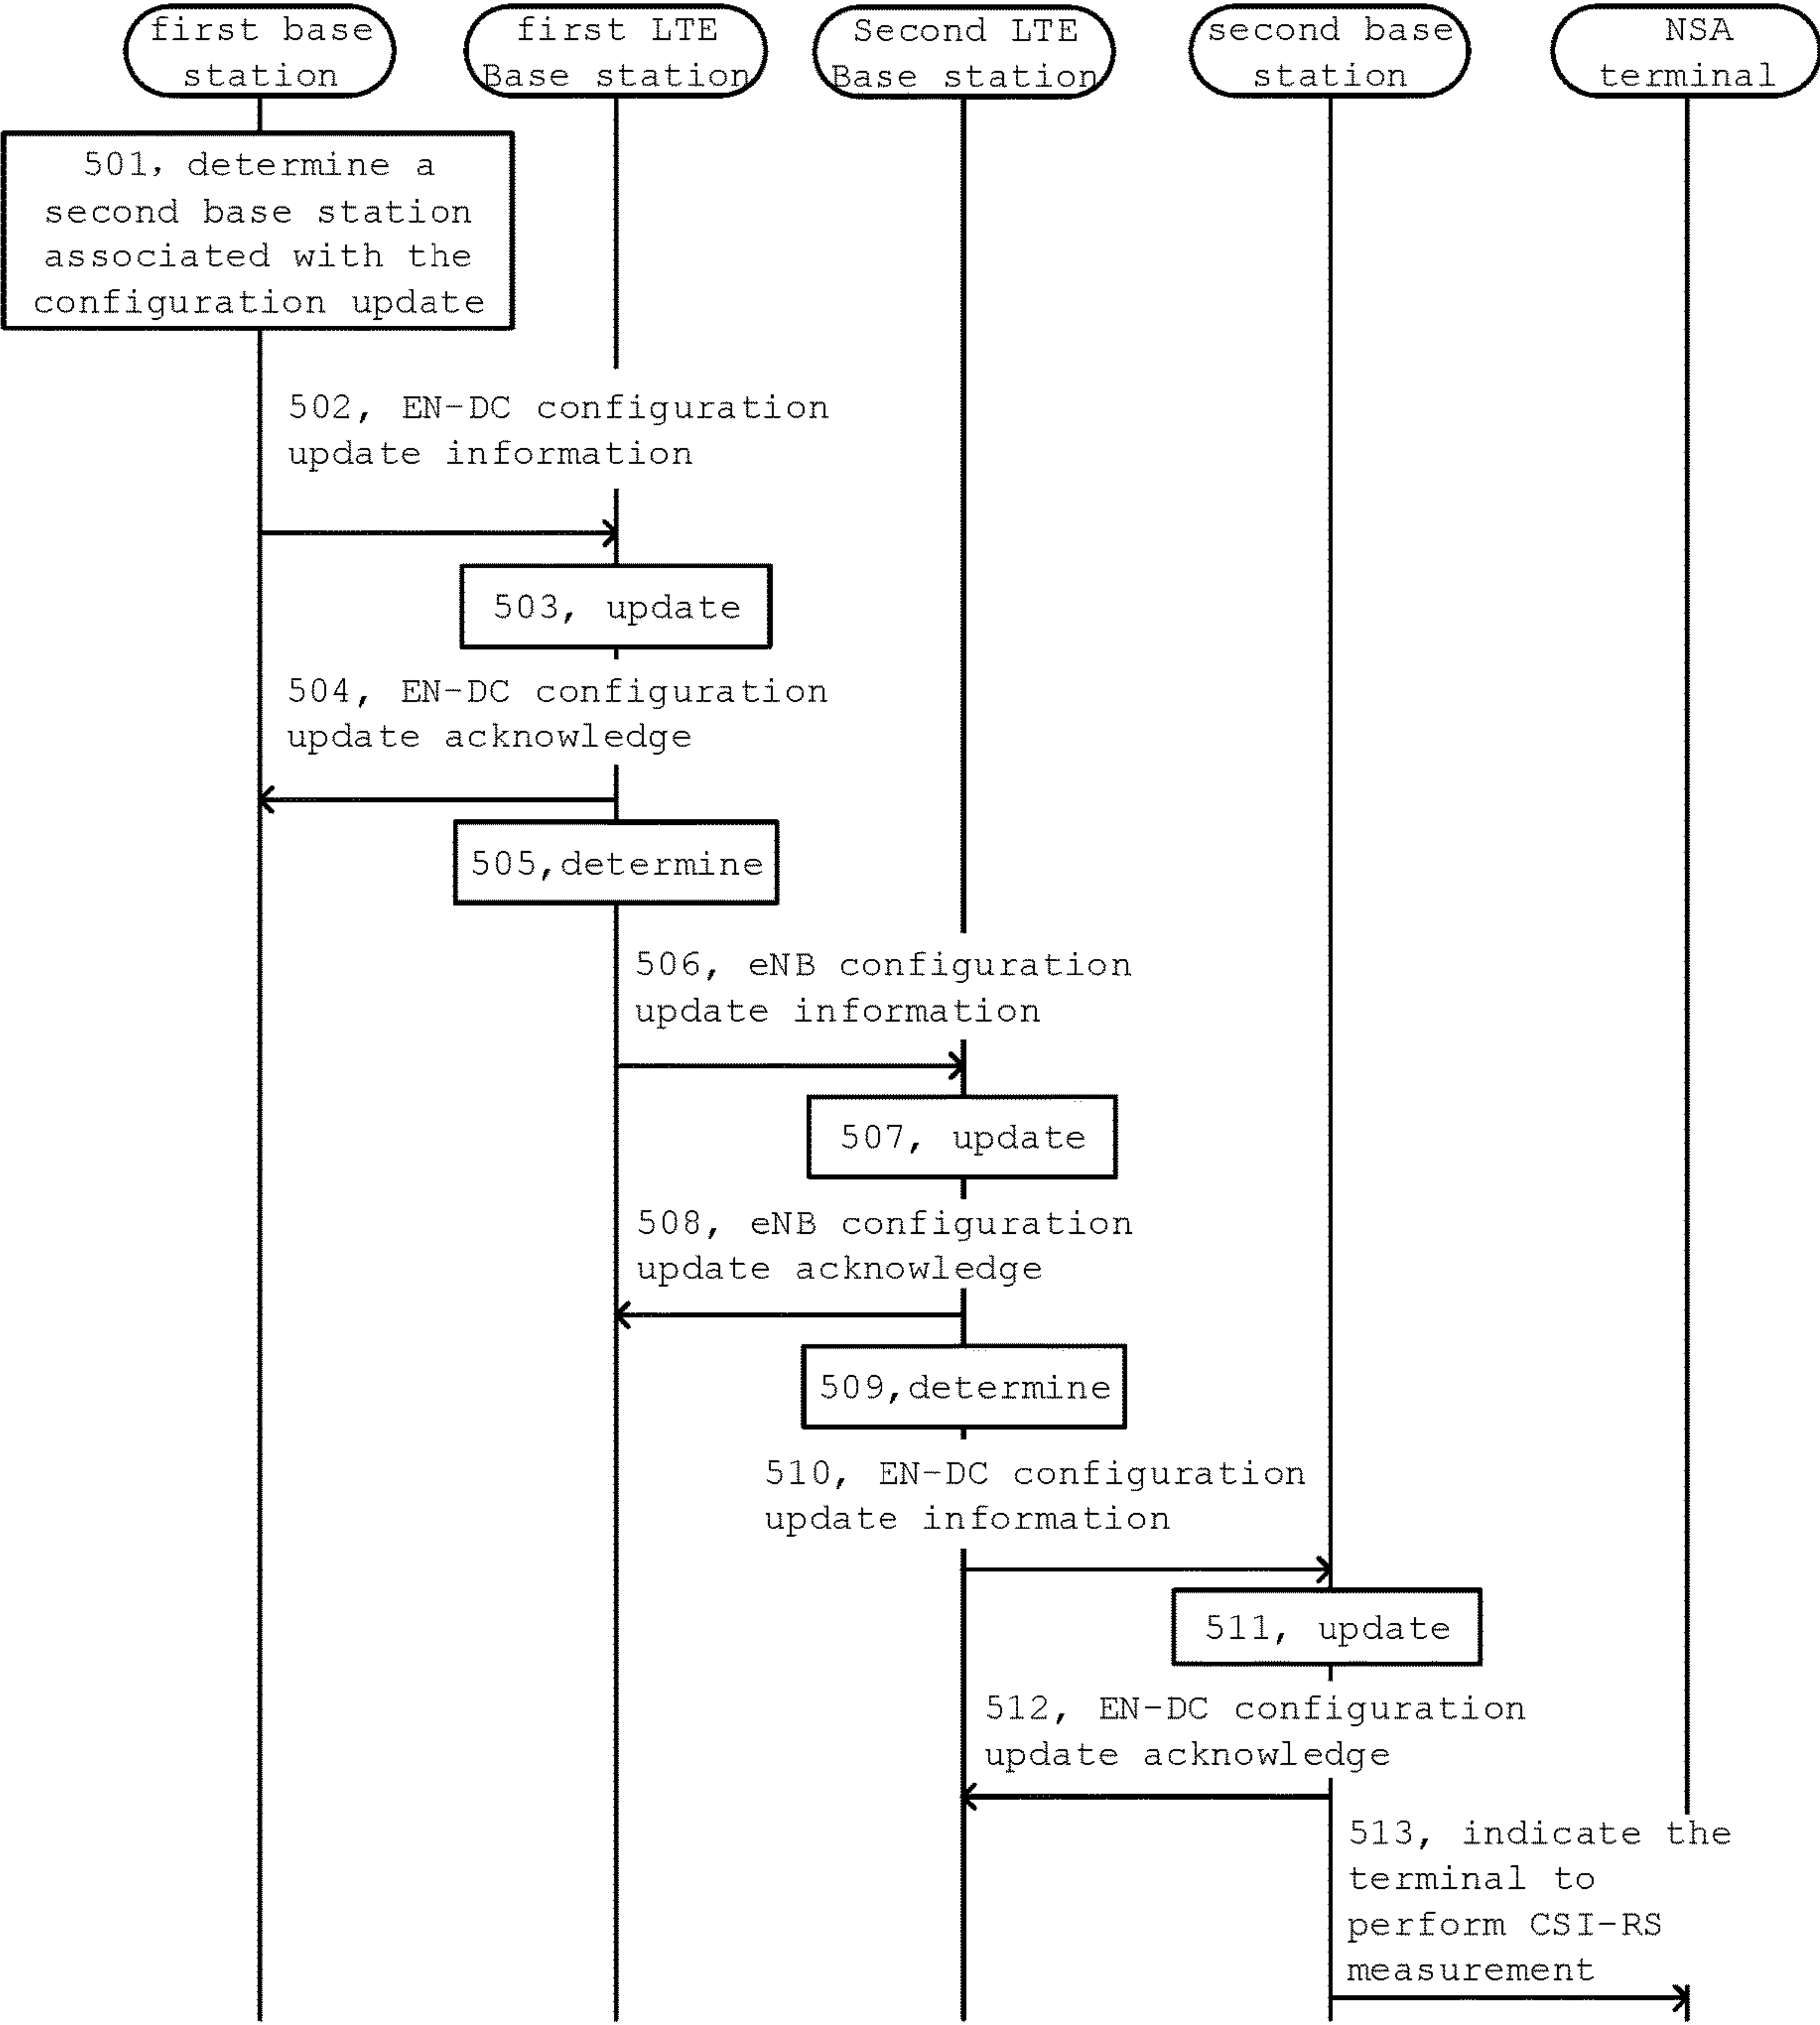 first base
station
first LTE
Base station
Second LTE
Base station
second base
station
NSA
terminal
501, determine a
second base station
associated with the
configuration update
502, EN-DC configuration
update information
503, update
504, EN-DC configuration
update acknowledge
505,determine
506, eNB configuration
update information
507, update
508, eNB configuration
update acknowledge
509,determine
510, EN-DC configuration
update information
511, update
512, EN-DC configuration
update acknowledge
513, indicate the
terminal to
perform CSI-RS
measurement